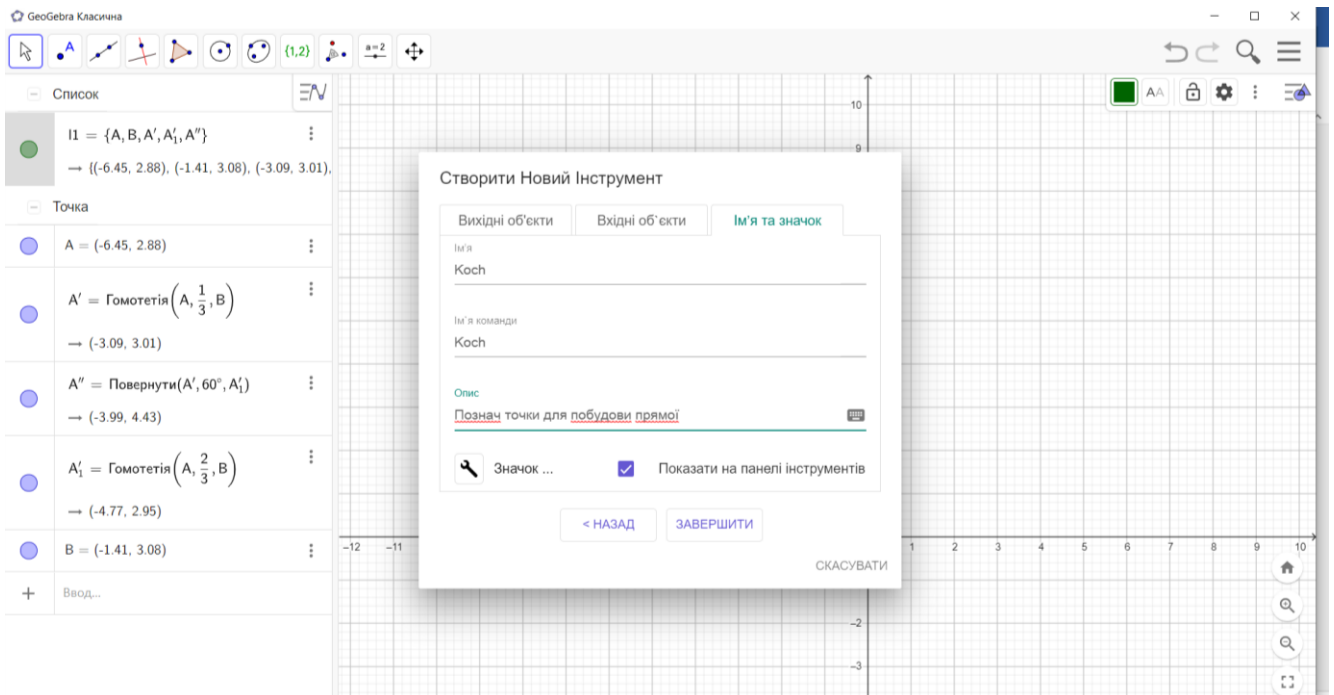 GeoGebra Класична
A
{1,2}
a=2
Список
l1 = {A, B, A′, A′₁, A″}
→ {(-6.45, 2.88), (-1.41, 3.08), (-3.09, 3.01),
Точка
A = (-6.45, 2.88)
A′ = Гомотетія(A, 1/3, B)
→ (-3.09, 3.01)
A″ = Повернути(A′, 60°, A′₁)
→ (-3.99, 4.43)
A′₁ = Гомотетія(A, 2/3, B)
→ (-4.77, 2.95)
B = (-1.41, 3.08)
+ Ввод...
AA
10
9
Створити Новий Інструмент
Вихідні об'єкти Вхідні об`єкти Ім'я та значок
Ім'я
Koch
Ім`я команди
Koch
Опис
Познач точки для побудови прямої
Значок ... Показати на панелі інструментів
< НАЗАД ЗАВЕРШИТИ
СКАСУВАТИ
–12 –11 1 2 3 4 5 6 7 8 9 10
–2
–3